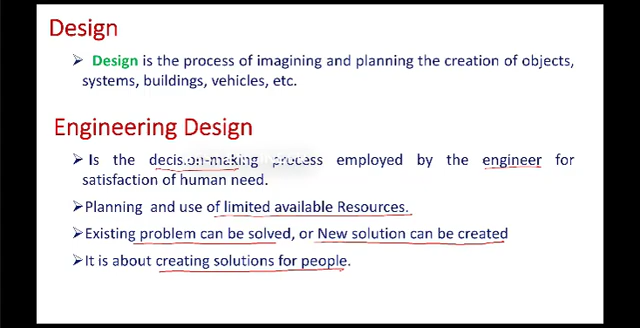 Design
➢ Design is the process of imagining and planning the creation of objects,
systems, buildings, vehicles, etc.
Engineering Design
➢ Is the decision-making process employed by the engineer for
satisfaction of human need.
➢Planning and use of limited available Resources.
➢Existing problem can be solved, or New solution can be created
➢It is about creating solutions for people.